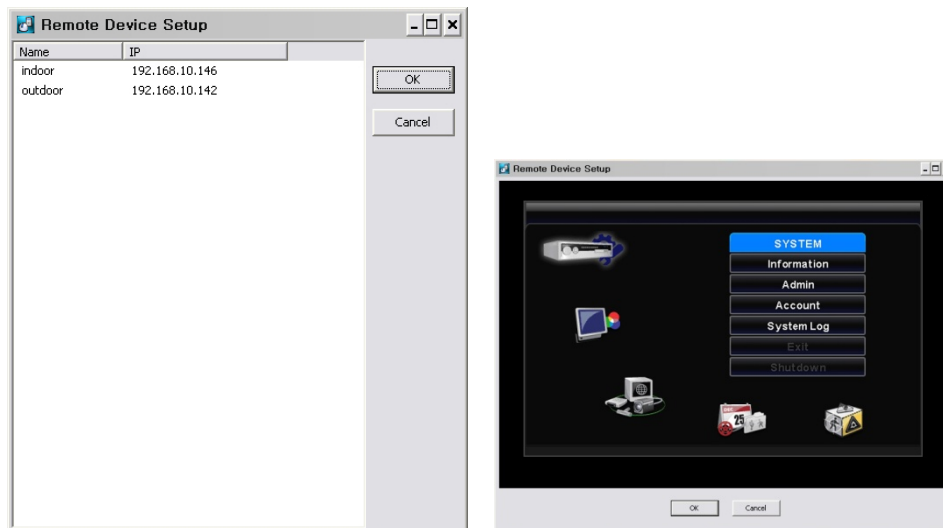 Remote Device Setup
Name IP
indoor 192.168.10.146
outdoor 192.168.10.142
OK
Cancel
Remote Device Setup
SYSTEM
Information
Admin
Account
System Log
Exit
Shutdown
25
OK Cancel